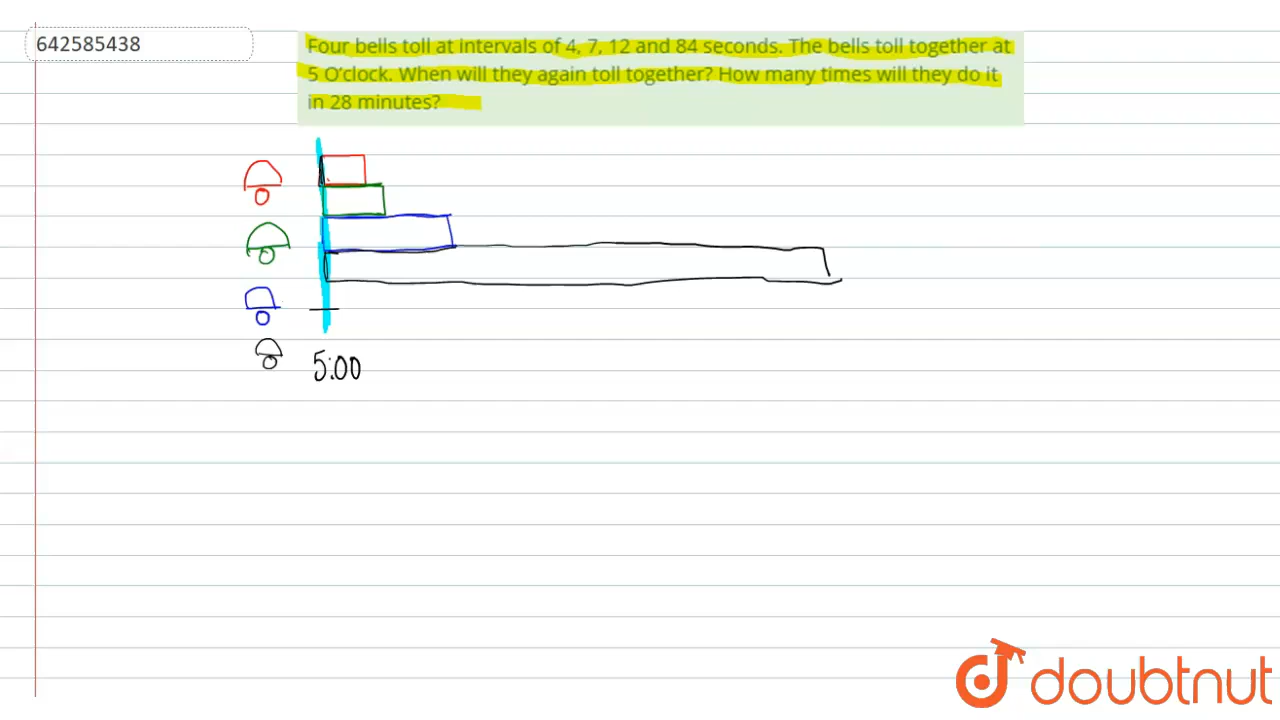 642585438
Four bells toll at intervals of 4, 7, 12 and 84 seconds. The bells toll together at
5 O'clock. When will they again toll together? How many times will they do it
in 28 minutes?
5:00
doubtnut